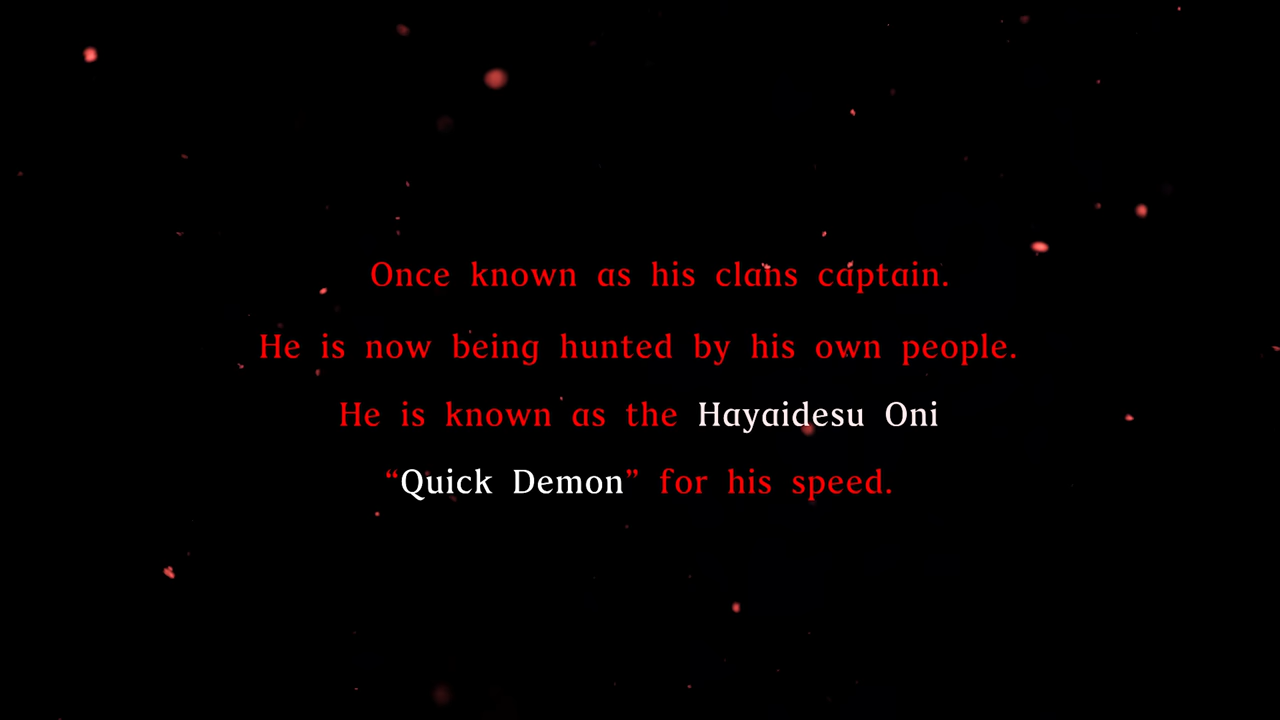 Once known as his clans captain.
He is now being hunted by his own people.
He is known as the Hayaidesu Oni
“Quick Demon” for his speed.